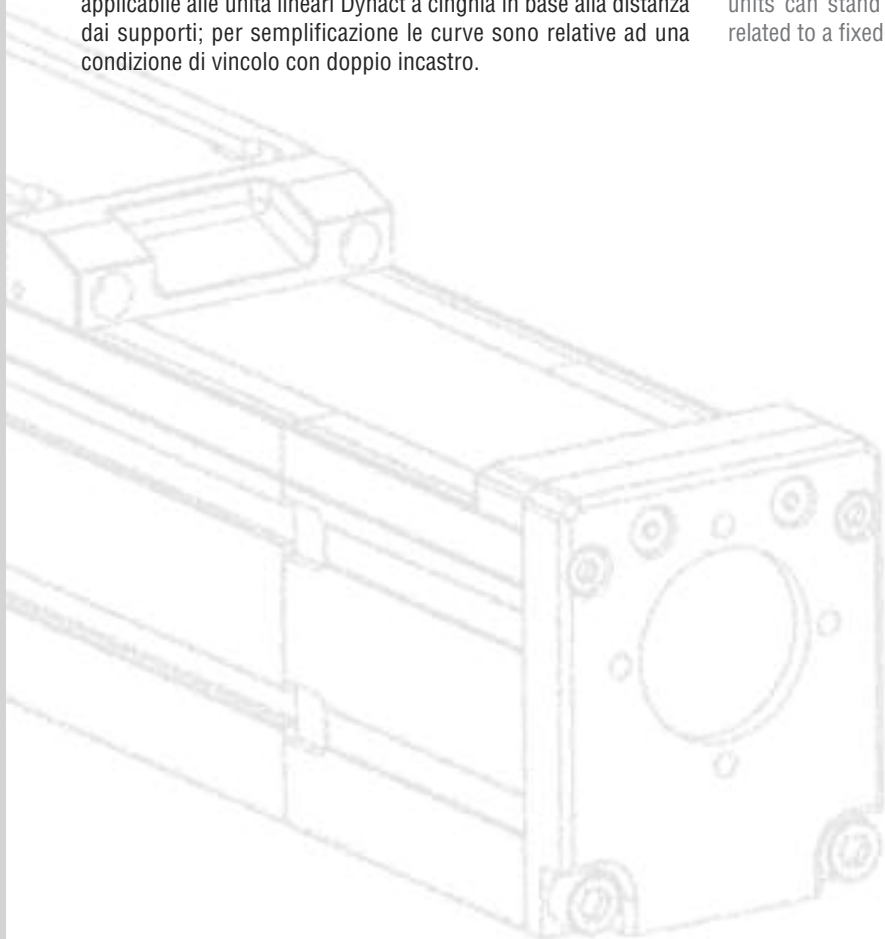 applicabile alle unità lineari Dynact a cinghia in base alla distanza
dai supporti; per semplificazione le curve sono relative ad una
condizione di vincolo con doppio incastro.
units can stand
related to a fixed